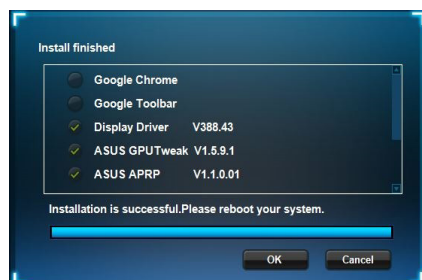 Install finished
Google Chrome
Google Toolbar
Display Driver V388.43
ASUS GPUTweak V1.5.9.1
ASUS APRP V1.1.0.01
Installation is successful.Please reboot your system.
OK Cancel